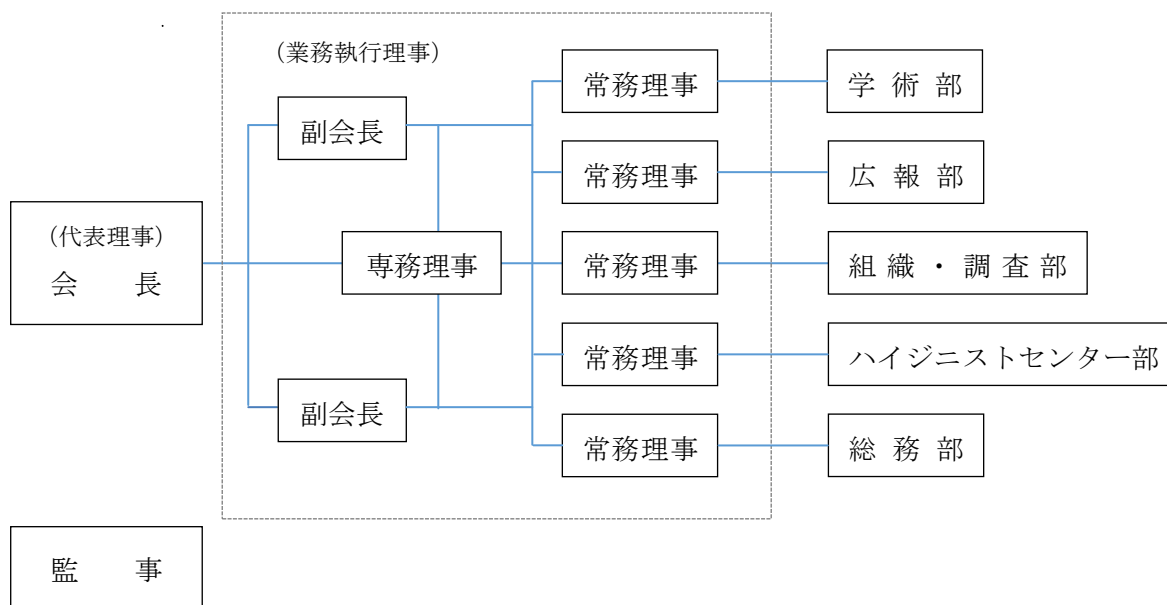 (業務執行理事)
常務理事
学 術 部
副会長
常務理事
広 報 部
(代表理事)
会　　長
専務理事
常務理事
組 織 ・ 調 査 部
常務理事
ハイジニストセンター部
副会長
常務理事
総 務 部
監　　事